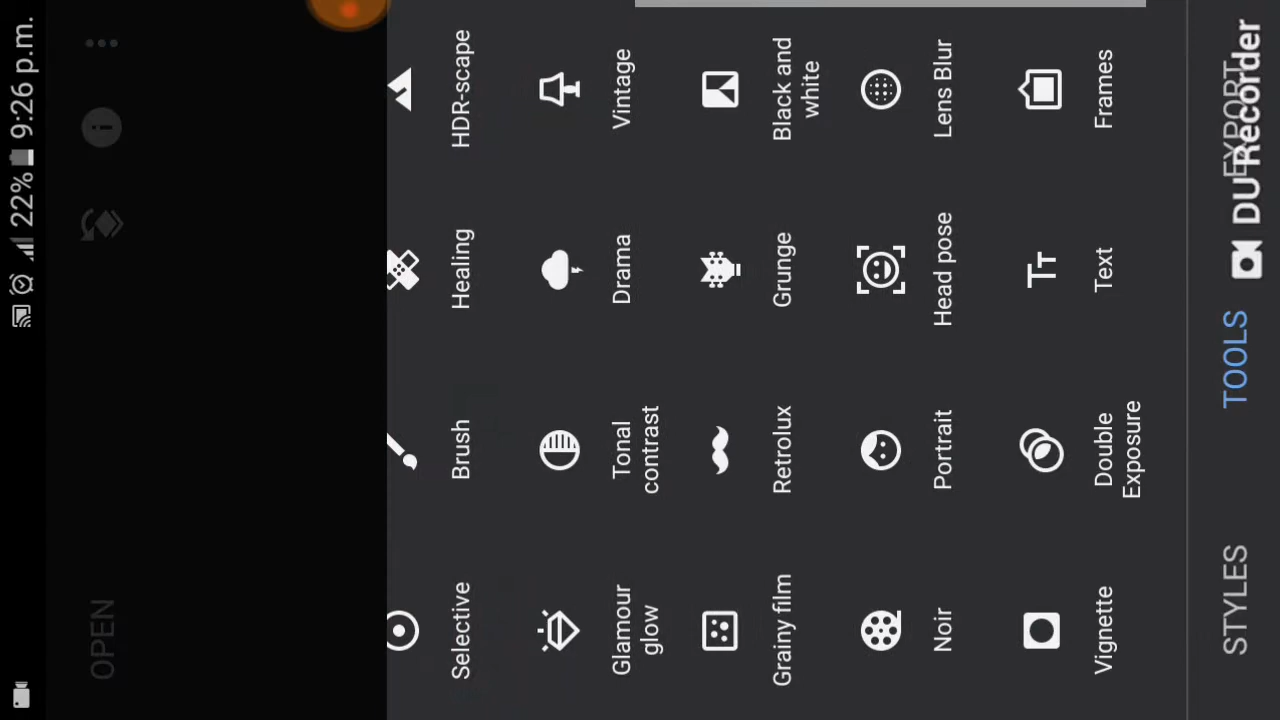 22% 9:26 p.m.
OPEN
Selective
Brush
Healing
HDR-scape
Glamour
glow
Tonal
contrast
Drama
Vintage
Grainy film
Retrolux
Grunge
Black and
white
Noir
Portrait
Head pose
Lens Blur
Vignette
Double
Exposure
Text
Frames
STYLES
TOOLS
EXPORT
DU Recorder